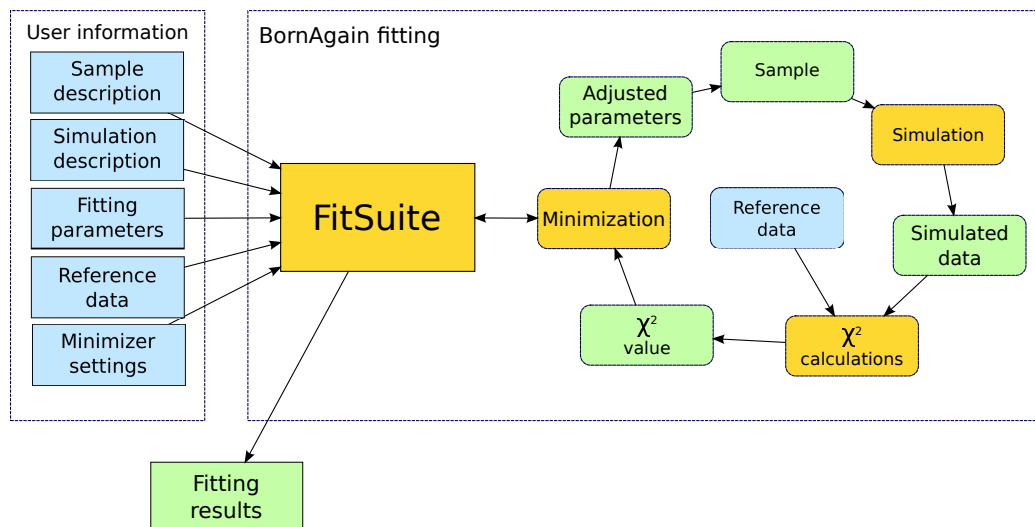 User information
Sample
description
Simulation
description
Fitting
parameters
Reference
data
Minimizer
settings
BornAgain fitting
FitSuite
Minimization
Adjusted
parameters
Sample
Simulation
Reference
data
Simulated
data
χ²
value
χ²
calculations
Fitting
results